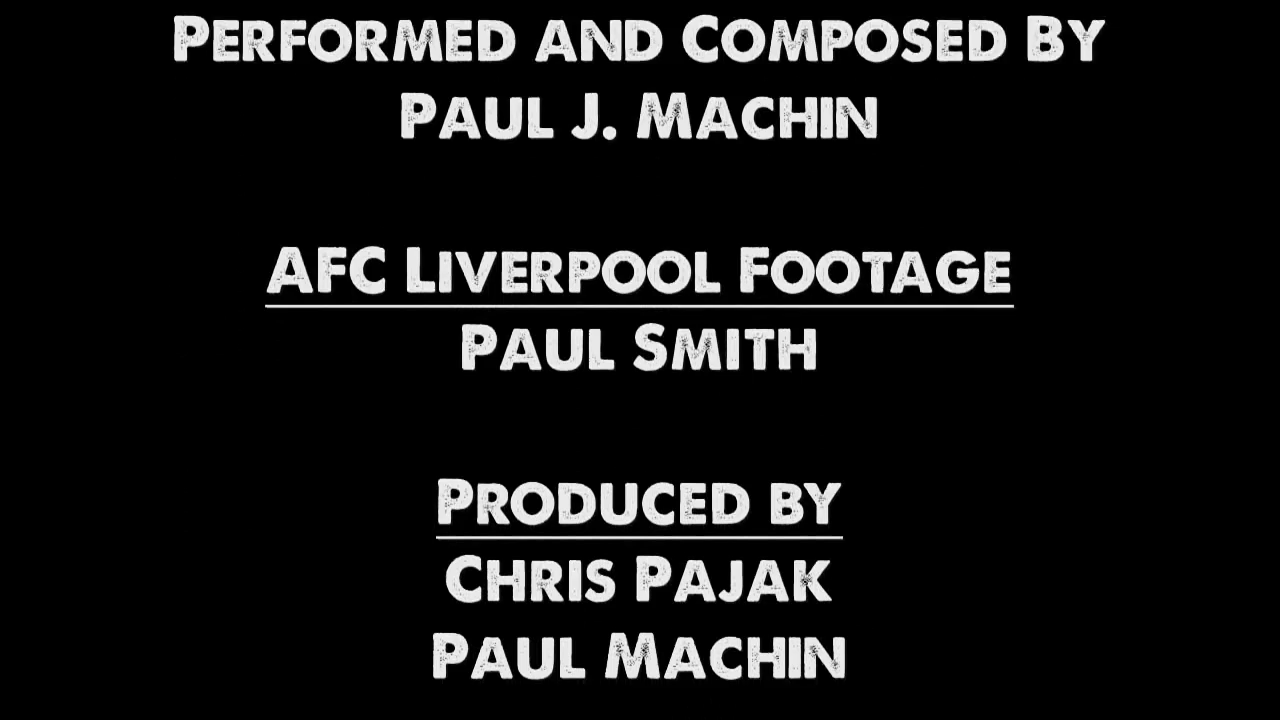 Performed and Composed By
Paul J. Machin
AFC Liverpool Footage
Paul Smith
Produced by
Chris Pajak
Paul Machin